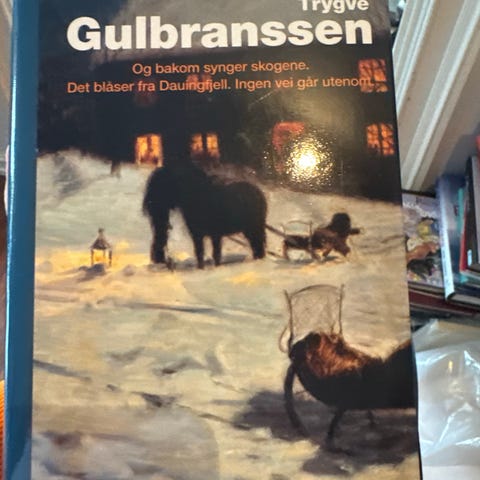 Trygve
Gulbranssen
Og bakom synger skogene.
Det blåser fra Dauingfjell. Ingen vei går utenom.